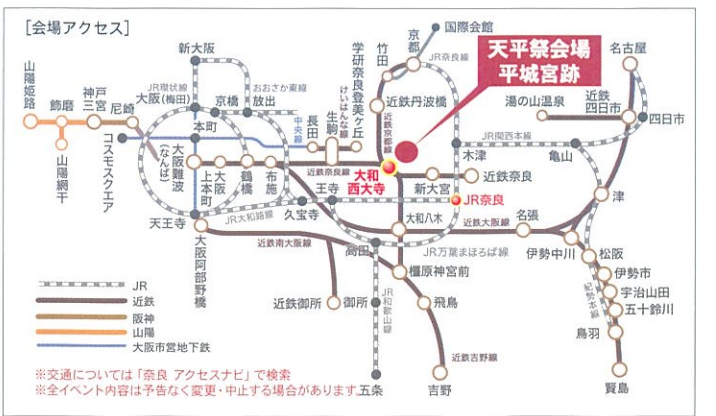 [会場アクセス]
国際会館
天平祭会場
平城宮跡
新大阪
学研奈良登美ヶ丘
竹田
京都
JR奈良線
名古屋
山陽姫路
飾磨
神戸三宮
尼崎
JR環状線
大阪(梅田)
おおさか東線
京橋
放出
けいはんな線
近鉄丹波橋
湯の山温泉
近鉄四日市
四日市
本町
中央線
長田
生駒
近鉄京都線
JR関西本線
山陽網干
コスモスクエア
大阪難波(なんば)
大阪上本町
鶴橋
布施
近鉄奈良線
大和西大寺
新大宮
近鉄奈良
木津
亀山
津
王寺
JR奈良
天王寺
JR大和路線
久宝寺
大和八木
近鉄大阪線
名張
大阪阿部野橋
近鉄南大阪線
高田
JR万葉まほろば線
伊勢中川
松阪
橿原神宮前
伊勢市
宇治山田
五十鈴川
紀勢本線
近鉄御所
御所
JR和歌山線
飛鳥
鳥羽
近鉄吉野線
五条
吉野
賢島
JR
近鉄
阪神
山陽
大阪市営地下鉄
※交通については「奈良 アクセスナビ」で検索
※全イベント内容は予告なく変更・中止する場合があります。